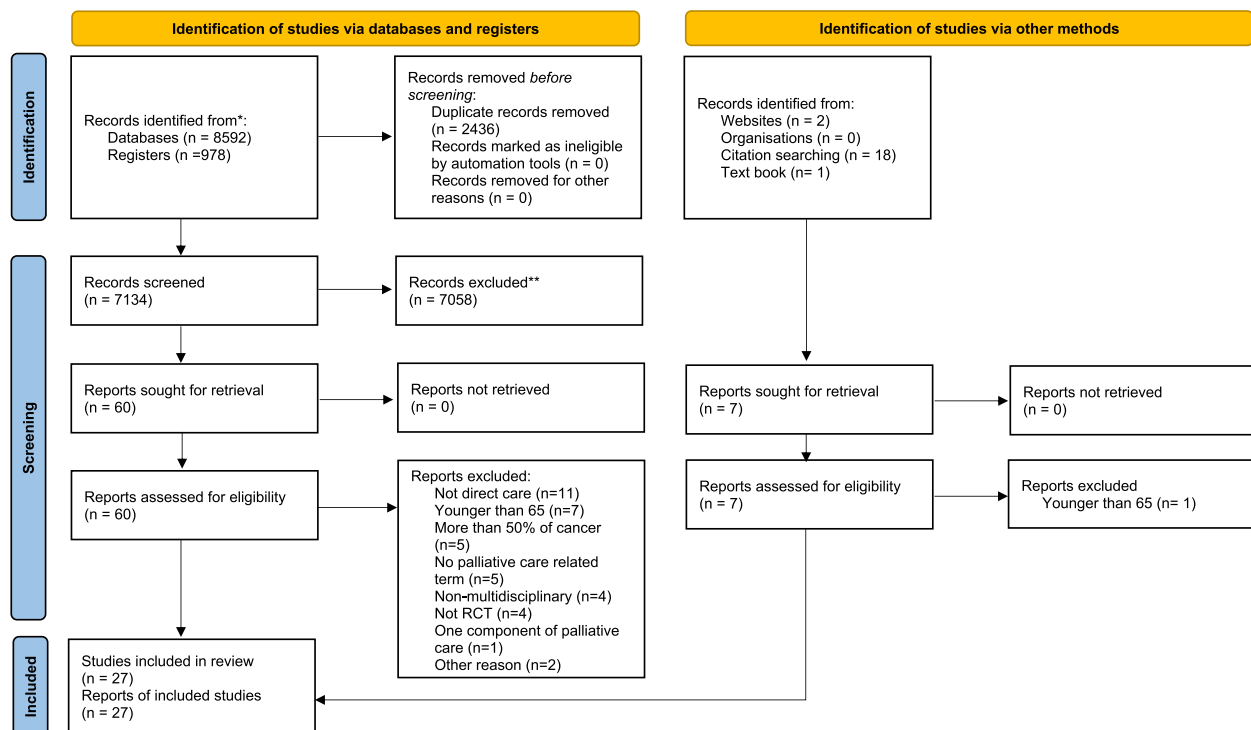 Identification of studies via databases and registers
Identification of studies via other methods
Identification
Records identified from*:
Databases (n = 8592)
Registers (n =978)
Records removed before
screening:
Duplicate records removed
(n = 2436)
Records marked as ineligible
by automation tools (n = 0)
Records removed for other
reasons (n = 0)
Records identified from:
Websites (n = 2)
Organisations (n = 0)
Citation searching (n = 18)
Text book (n= 1)
Screening
Records screened
(n = 7134)
Records excluded**
(n = 7058)
Reports sought for retrieval
(n = 60)
Reports not retrieved
(n = 0)
Reports sought for retrieval
(n = 7)
Reports not retrieved
(n = 0)
Reports assessed for eligibility
(n = 60)
Reports excluded:
Not direct care (n=11)
Younger than 65 (n=7)
More than 50% of cancer
(n=5)
No palliative care related
term (n=5)
Non-multidisciplinary (n=4)
Not RCT (n=4)
One component of palliative
care (n=1)
Other reason (n=2)
Reports assessed for eligibility
(n = 7)
Reports excluded
Younger than 65 (n= 1)
Included
Studies included in review
(n = 27)
Reports of included studies
(n = 27)